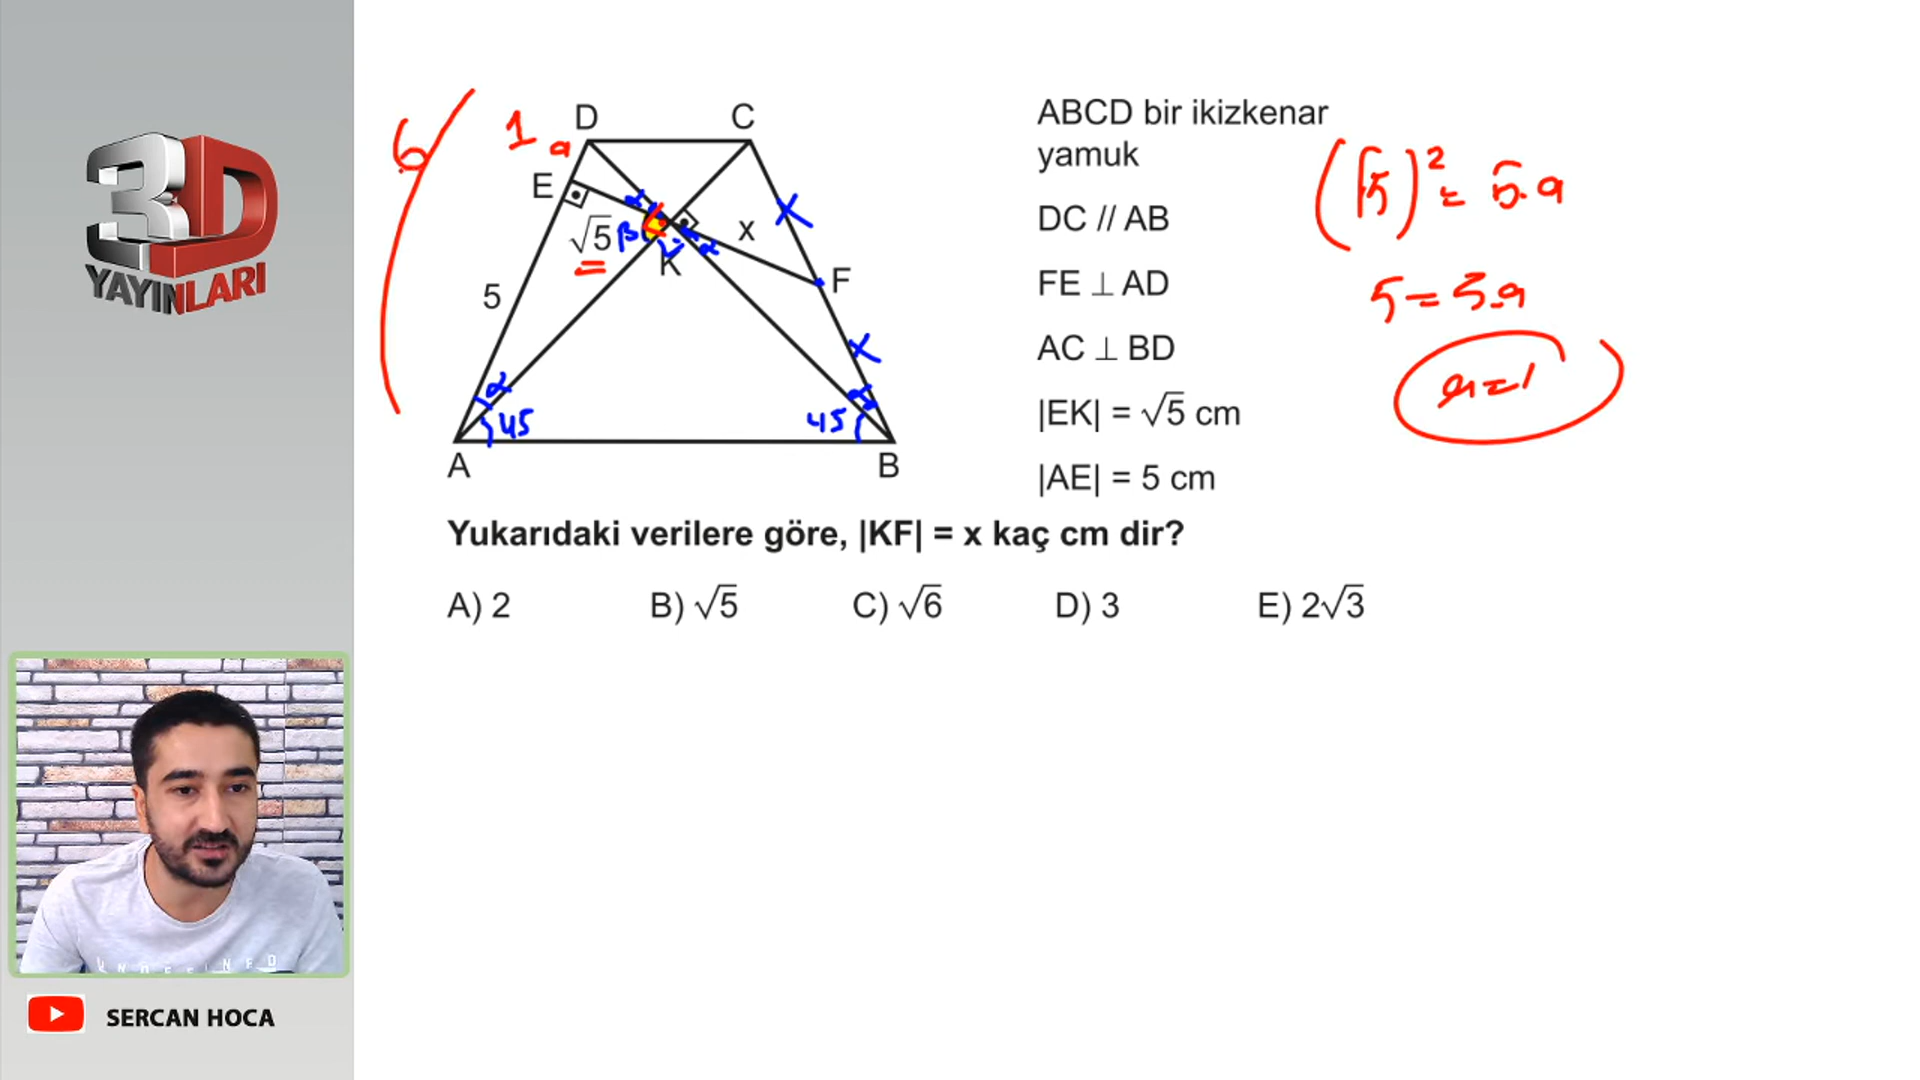 3D
YAYINLARI
6
1
a
D
C
E
√5
β
α
x
K
α
F
5
α
45
α
45
A
B
ABCD bir ikizkenar
yamuk
DC // AB
FE ⊥ AD
AC ⊥ BD
|EK| = √5 cm
|AE| = 5 cm
(√5)² = 5.a
5 = 5.a
a = 1
Yukarıdaki verilere göre, |KF| = x kaç cm dir?
A) 2 B) √5 C) √6 D) 3 E) 2√3
SERCAN HOCA